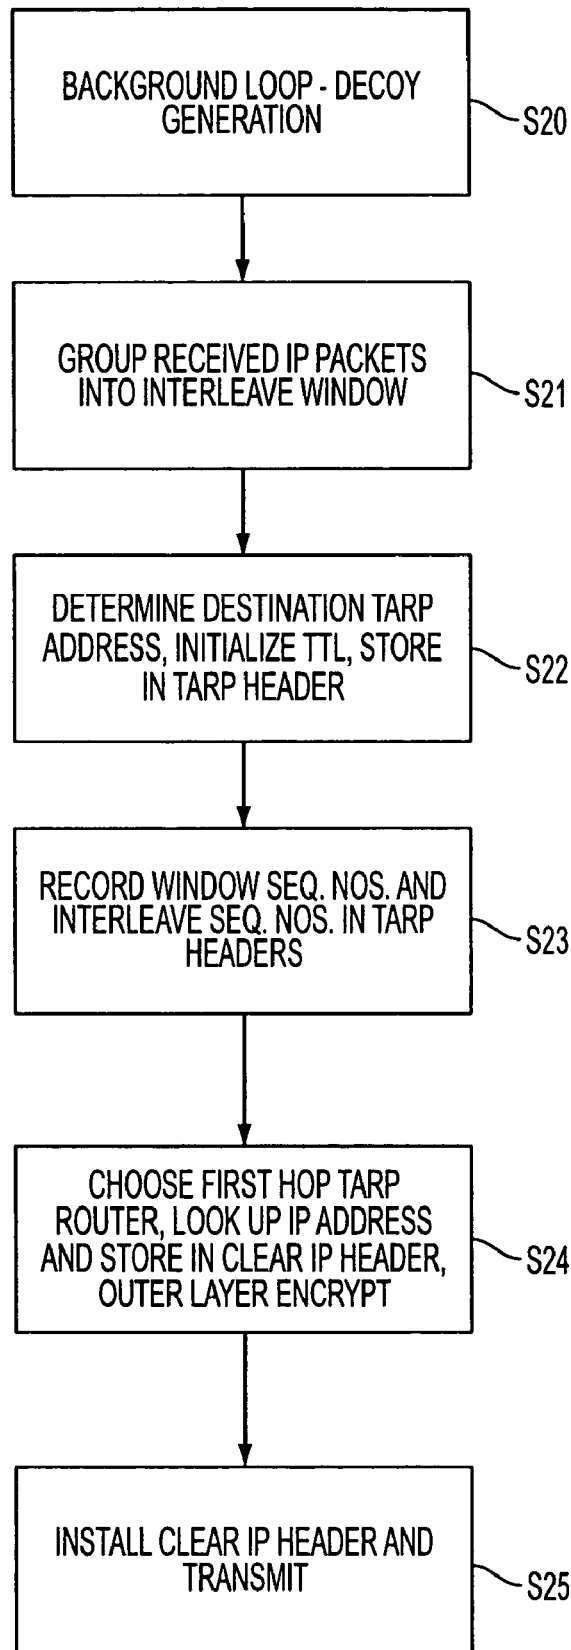 BACKGROUND LOOP - DECOY
GENERATION
S20
GROUP RECEIVED IP PACKETS
INTO INTERLEAVE WINDOW
S21
DETERMINE DESTINATION TARP
ADDRESS, INITIALIZE TTL, STORE
IN TARP HEADER
S22
RECORD WINDOW SEQ. NOS. AND
INTERLEAVE SEQ. NOS. IN TARP
HEADERS
S23
CHOOSE FIRST HOP TARP
ROUTER, LOOK UP IP ADDRESS
AND STORE IN CLEAR IP HEADER,
OUTER LAYER ENCRYPT
S24
INSTALL CLEAR IP HEADER AND
TRANSMIT
S25